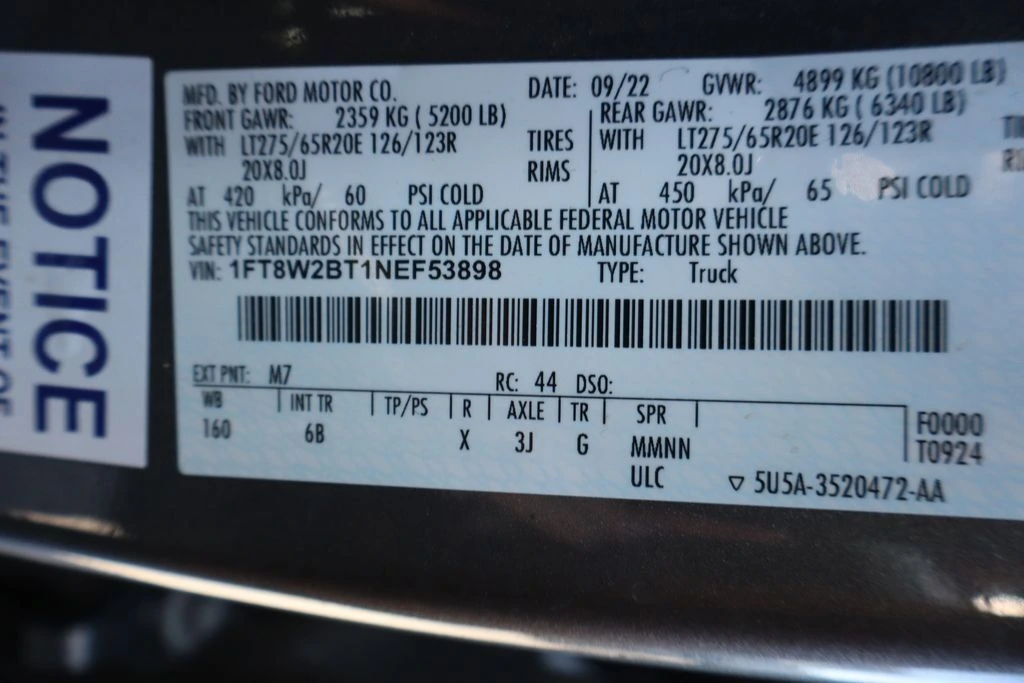 NOTICE
IN THE EVENT OF
MFD. BY FORD MOTOR CO. DATE: 09/22 GVWR: 4899 KG (10800 LB)
FRONT GAWR: 2359 KG ( 5200 LB) REAR GAWR: 2876 KG ( 6340 LB)
WITH LT275/65R20E 126/123R TIRES WITH LT275/65R20E 126/123R
20X8.0J RIMS 20X8.0J
AT 420 kPa/ 60 PSI COLD AT 450 kPa/ 65 PSI COLD
THIS VEHICLE CONFORMS TO ALL APPLICABLE FEDERAL MOTOR VEHICLE
SAFETY STANDARDS IN EFFECT ON THE DATE OF MANUFACTURE SHOWN ABOVE.
VIN: 1FT8W2BT1NEF53898 TYPE: Truck
EXT PNT: M7 RC: 44 DSO:
WB INT TR TP/PS R AXLE TR SPR F0000
160 6B X 3J G MMNN T0924
ULC 5U5A-3520472-AA